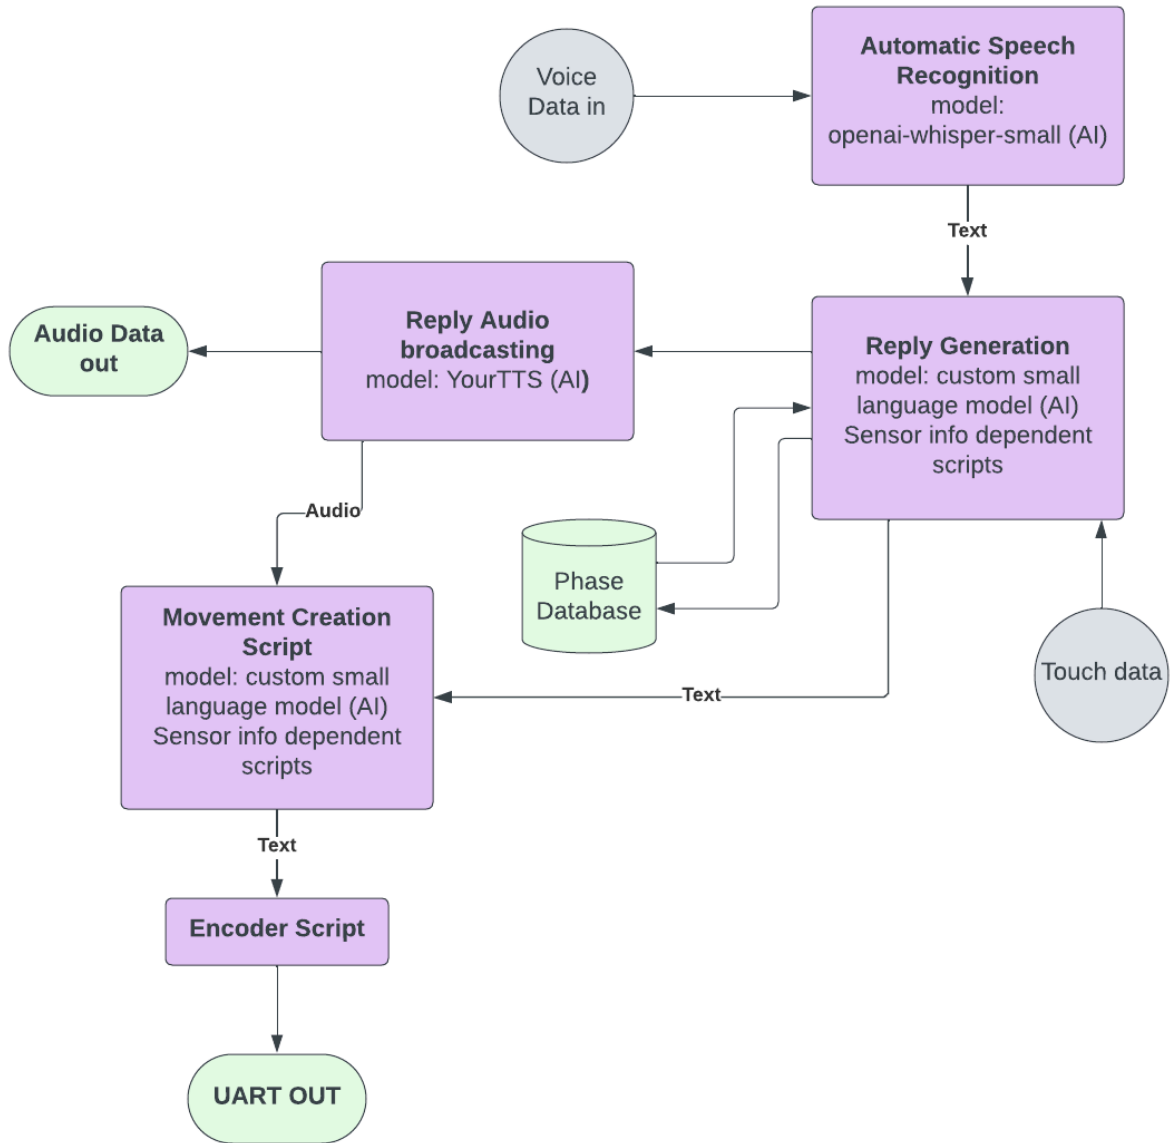 Voice
Data in
Automatic Speech
Recognition
model:
openai-whisper-small (AI)
Text
Reply Audio
broadcasting
model: YourTTS (AI)
Audio Data
out
Reply Generation
model: custom small
language model (AI)
Sensor info dependent
scripts
Audio
Phase
Database
Movement Creation
Script
model: custom small
language model (AI)
Sensor info dependent
scripts
Text
Touch data
Text
Encoder Script
UART OUT